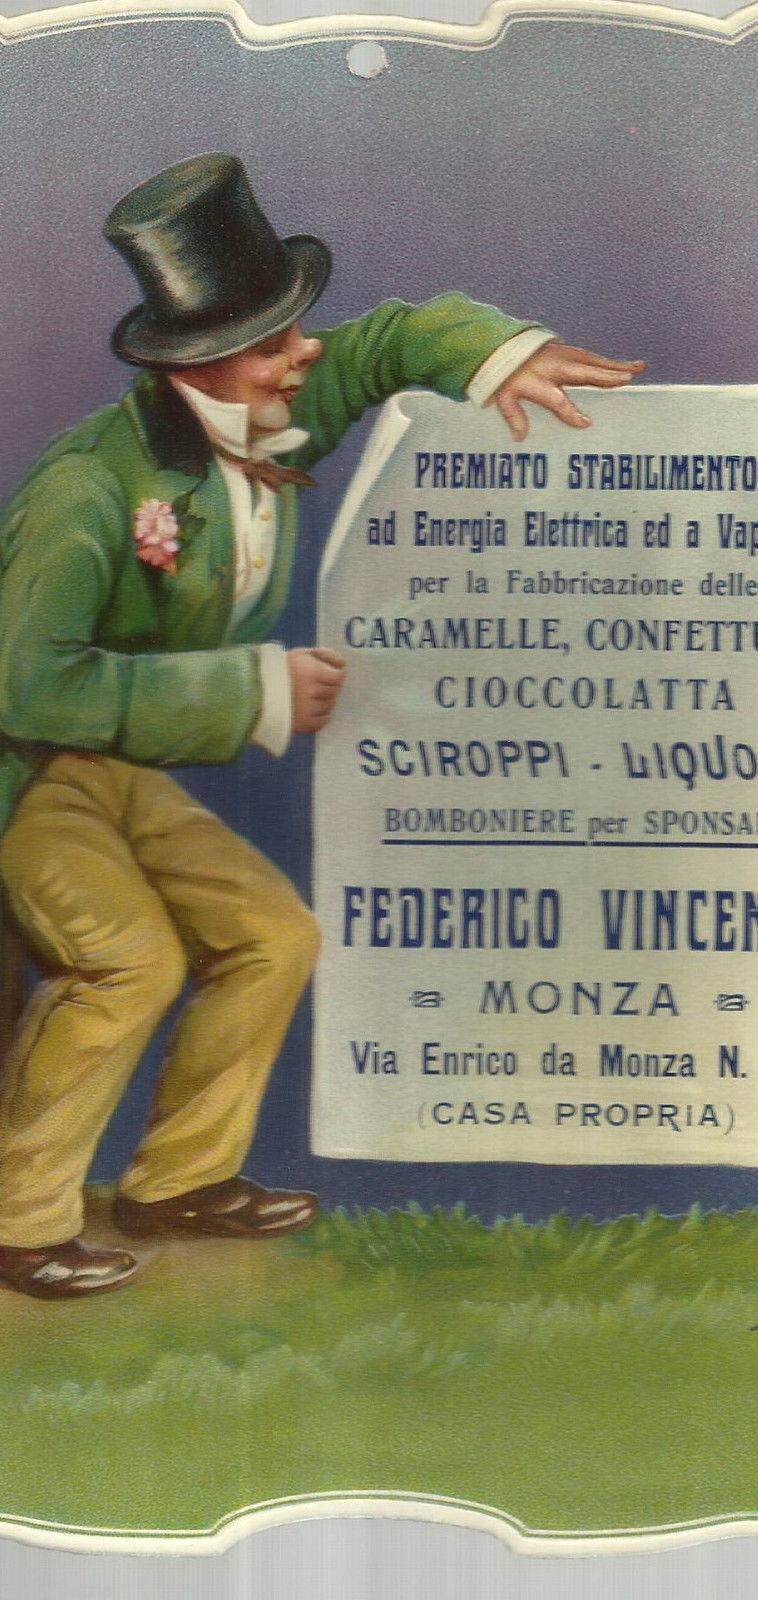 PREMIATO STABILIMENTO
ad Energia Elettrica ed a Vap
per la Fabbricazione delle
CARAMELLE, CONFETTU
CIOCCOLATTA
SCIROPPI - LIQUO
BOMBONIERE per SPONSA
FEDERICO VINCEN
MONZA
Via Enrico da Monza N.
(CASA PROPRIA)